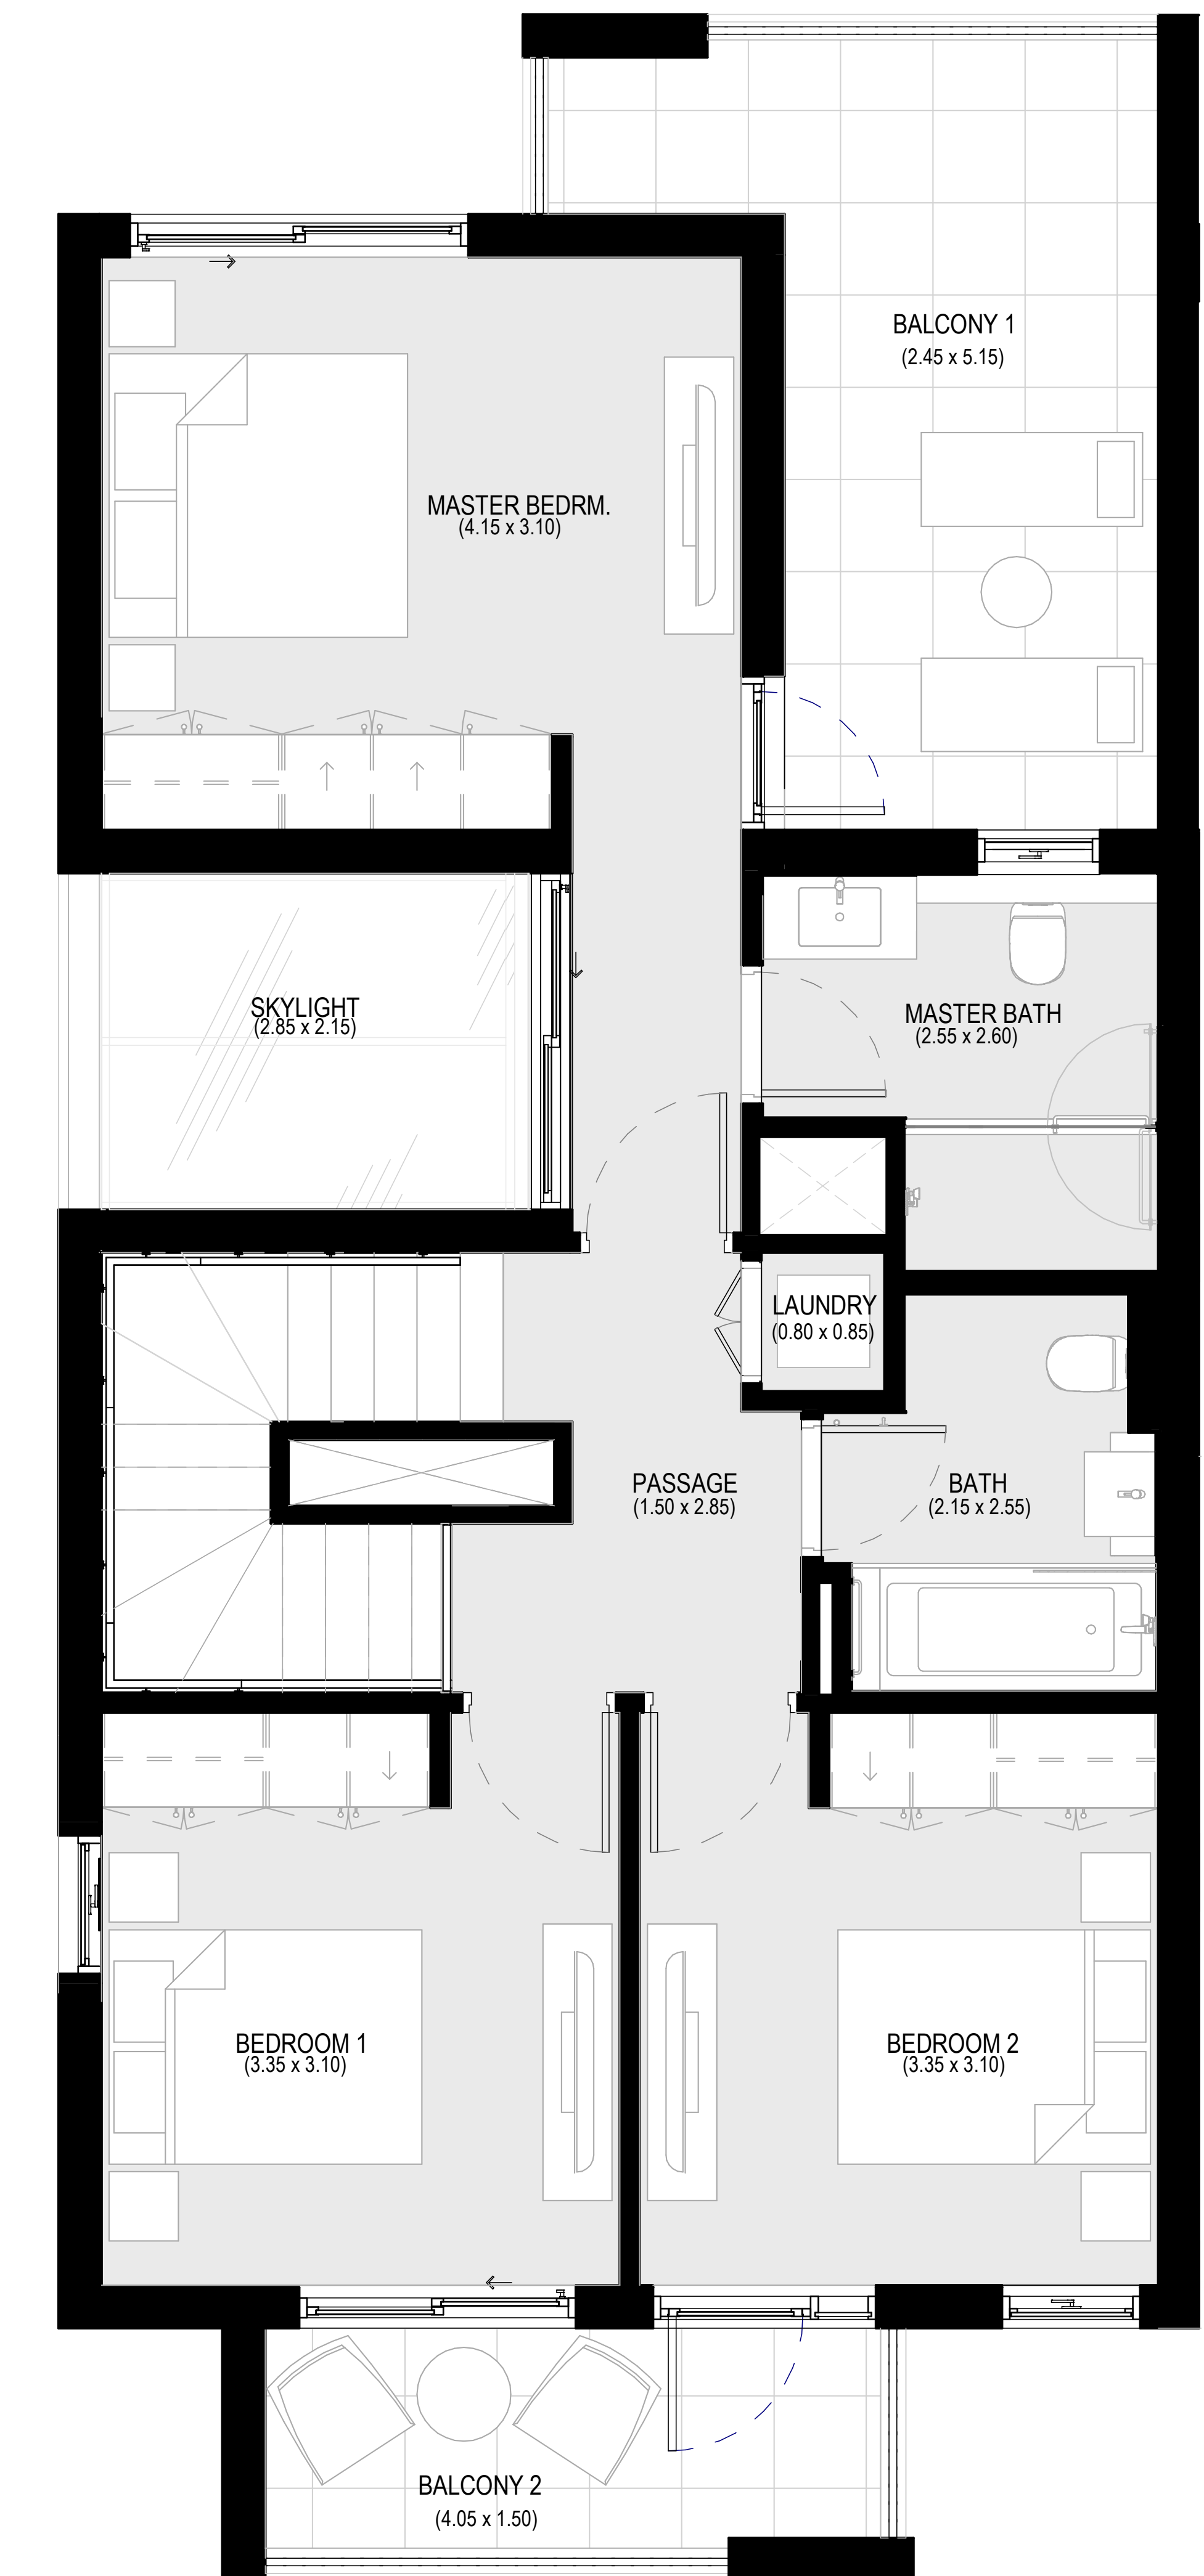 BALCONY 1
(2.45 x 5.15)
MASTER BEDRM.
(4.15 x 3.10)
SKYLIGHT
(2.85 x 2.15)
MASTER BATH
(2.55 x 2.60)
LAUNDRY
(0.80 x 0.85)
PASSAGE
(1.50 x 2.85)
BATH
(2.15 x 2.55)
BEDROOM 1
(3.35 x 3.10)
BEDROOM 2
(3.35 x 3.10)
BALCONY 2
(4.05 x 1.50)